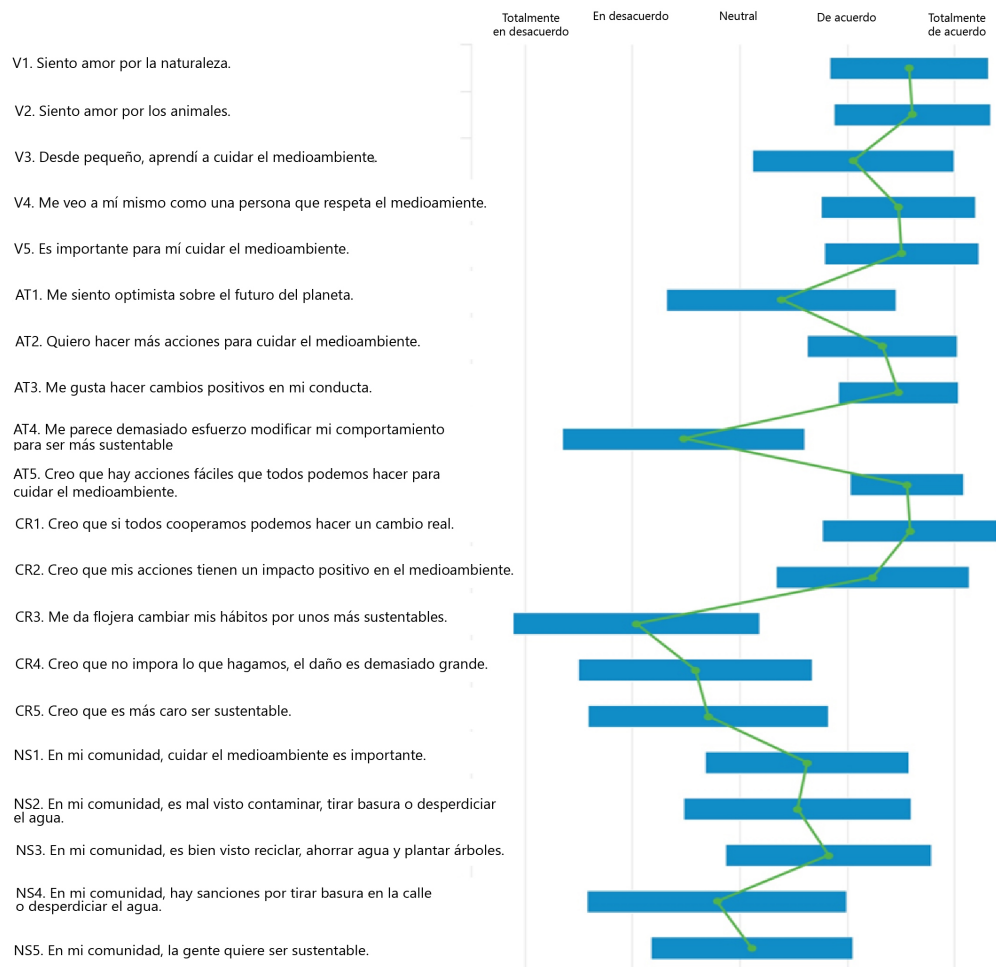 Totalmente
en desacuerdo
En desacuerdo
Neutral
De acuerdo
Totalmente
de acuerdo
V1. Siento amor por la naturaleza.
V2. Siento amor por los animales.
V3. Desde pequeño, aprendí a cuidar el medioambiente.
V4. Me veo a mí mismo como una persona que respeta el medioamiente.
V5. Es importante para mí cuidar el medioambiente.
AT1. Me siento optimista sobre el futuro del planeta.
AT2. Quiero hacer más acciones para cuidar el medioambiente.
AT3. Me gusta hacer cambios positivos en mi conducta.
AT4. Me parece demasiado esfuerzo modificar mi comportamiento
para ser más sustentable
AT5. Creo que hay acciones fáciles que todos podemos hacer para
cuidar el medioambiente.
CR1. Creo que si todos cooperamos podemos hacer un cambio real.
CR2. Creo que mis acciones tienen un impacto positivo en el medioambiente.
CR3. Me da flojera cambiar mis hábitos por unos más sustentables.
CR4. Creo que no impora lo que hagamos, el daño es demasiado grande.
CR5. Creo que es más caro ser sustentable.
NS1. En mi comunidad, cuidar el medioambiente es importante.
NS2. En mi comunidad, es mal visto contaminar, tirar basura o desperdiciar
el agua.
NS3. En mi comunidad, es bien visto reciclar, ahorrar agua y plantar árboles.
NS4. En mi comunidad, hay sanciones por tirar basura en la calle
o desperdiciar el agua.
NS5. En mi comunidad, la gente quiere ser sustentable.